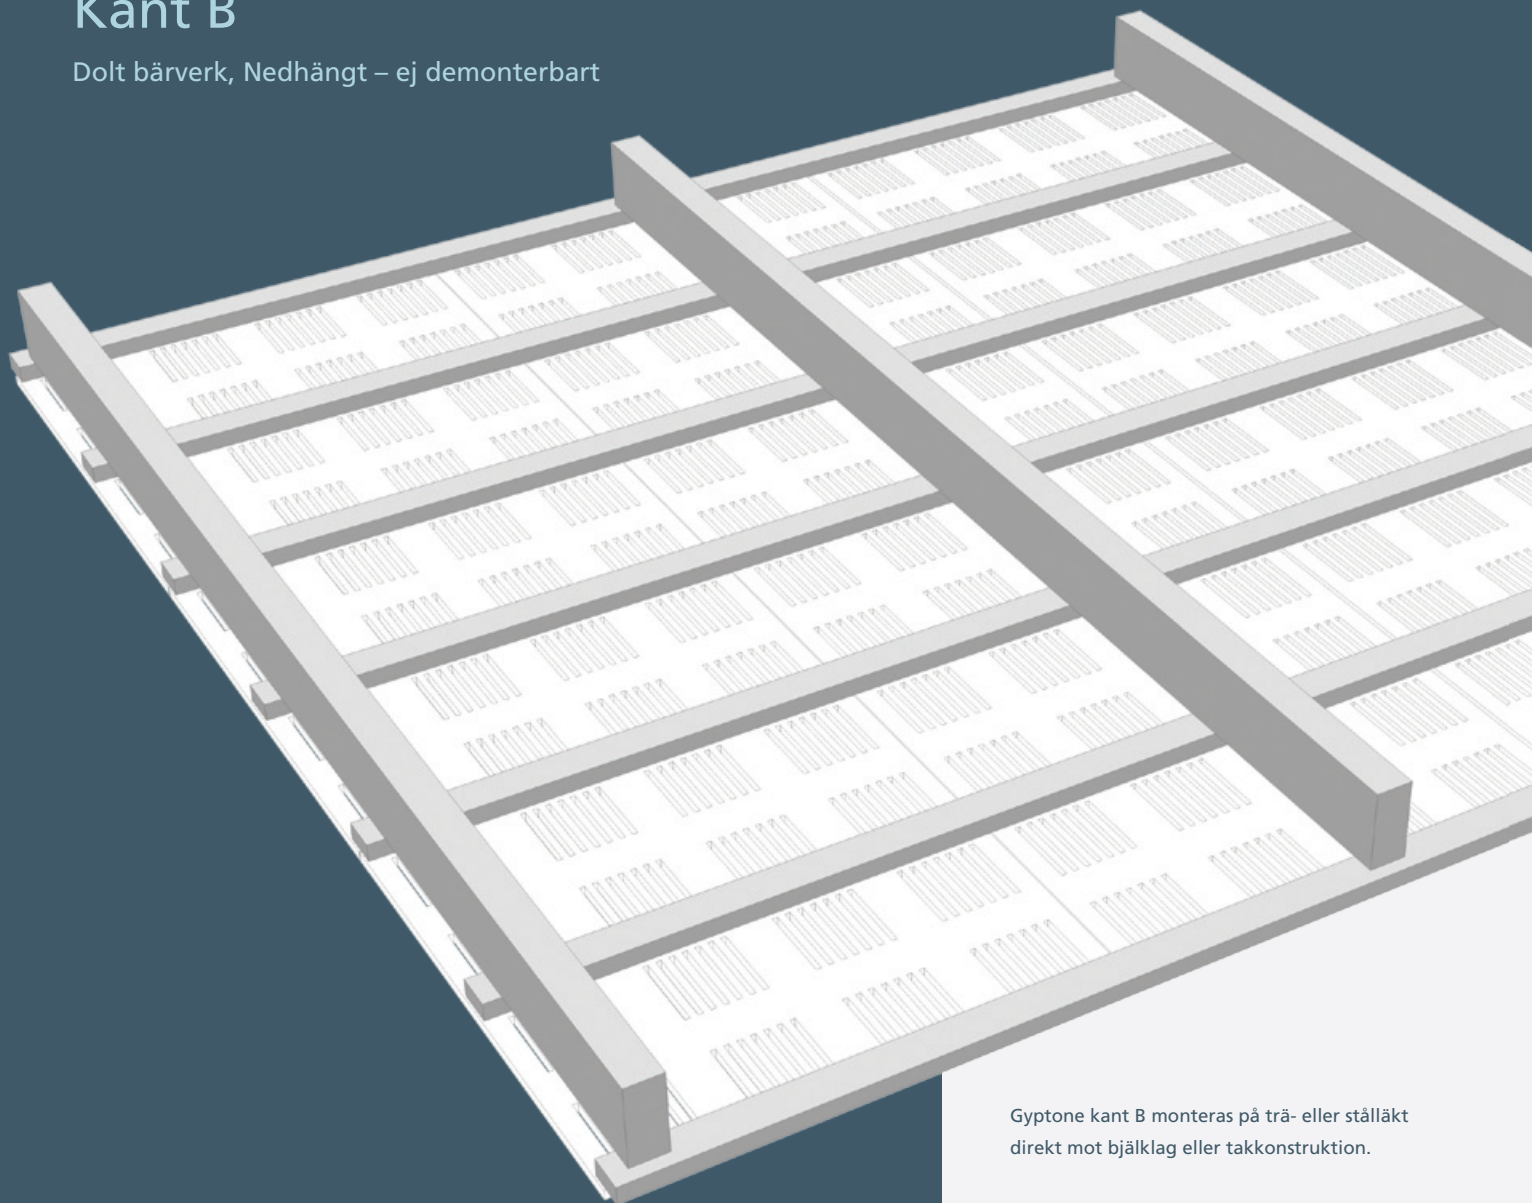 Kant B
Dolt bärverk, Nedhängt – ej demonterbart
Gyptone kant B monteras på trä- eller stålläkt
direkt mot bjälklag eller takkonstruktion.